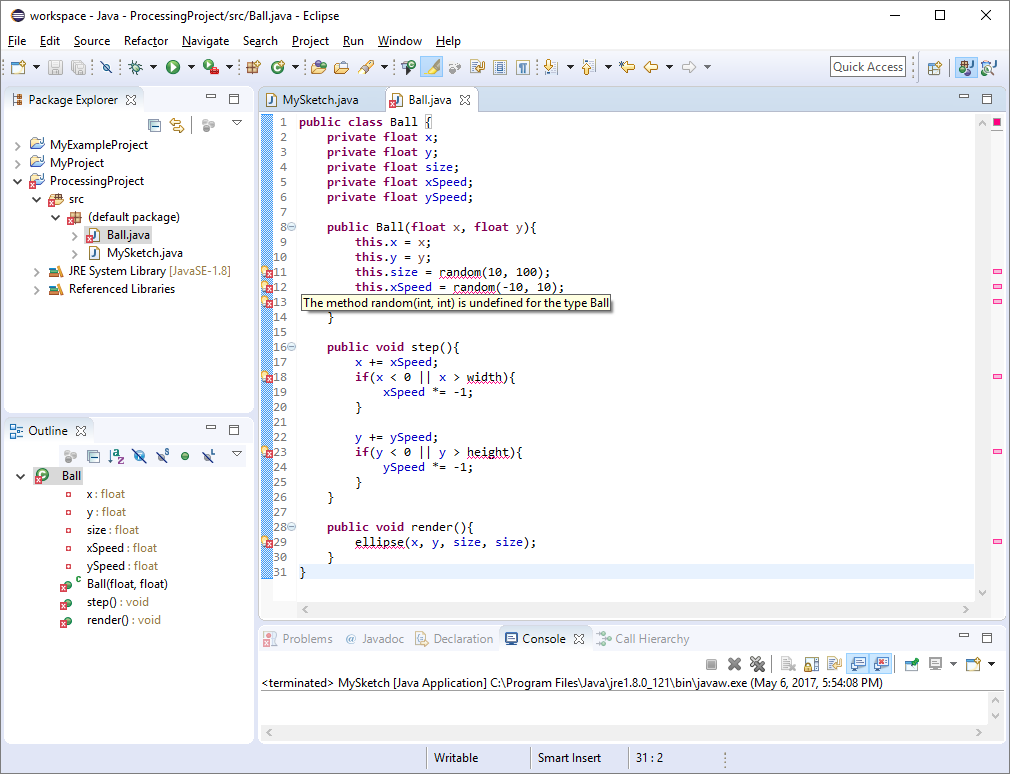 workspace - Java - ProcessingProject/src/Ball.java - Eclipse
File Edit Source Refactor Navigate Search Project Run Window Help
Quick Access
Package Explorer
MyExampleProject
MyProject
ProcessingProject
src
(default package)
Ball.java
MySketch.java
JRE System Library [JavaSE-1.8]
Referenced Libraries
Outline
Ball
x : float
y : float
size : float
xSpeed : float
ySpeed : float
Ball(float, float)
step() : void
render() : void
MySketch.java Ball.java
1 public class Ball {
2 private float x;
3 private float y;
4 private float size;
5 private float xSpeed;
6 private float ySpeed;
7
8 public Ball(float x, float y){
9 this.x = x;
10 this.y = y;
11 this.size = random(10, 100);
12 this.xSpeed = random(-10, 10);
13
The method random(int, int) is undefined for the type Ball
14 }
15
16 public void step(){
17 x += xSpeed;
18 if(x < 0 || x > width){
19 xSpeed *= -1;
20 }
21
22 y += ySpeed;
23 if(y < 0 || y > height){
24 ySpeed *= -1;
25 }
26 }
27
28 public void render(){
29 ellipse(x, y, size, size);
30 }
31 }
Problems @ Javadoc Declaration Console Call Hierarchy
<terminated> MySketch [Java Application] C:\Program Files\Java\jre1.8.0_121\bin\javaw.exe (May 6, 2017, 5:54:08 PM)
Writable Smart Insert 31 : 2